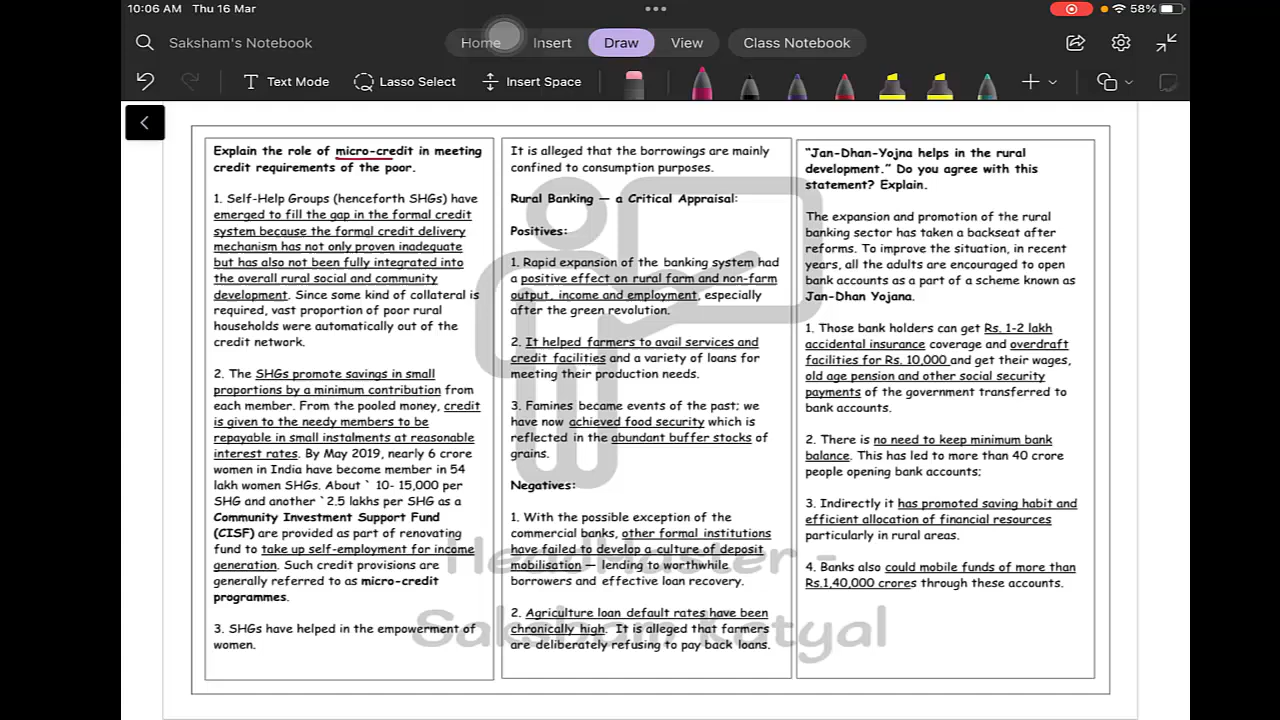 10:06 AM Thu 16 Mar
58%
Saksham's Notebook
Home
Insert
Draw
View
Class Notebook
Text Mode
Lasso Select
Insert Space
Explain the role of micro-credit in meeting
credit requirements of the poor.
1. Self-Help Groups (henceforth SHGs) have
emerged to fill the gap in the formal credit
system because the formal credit delivery
mechanism has not only proven inadequate
but has also not been fully integrated into
the overall rural social and community
development. Since some kind of collateral is
required, vast proportion of poor rural
households were automatically out of the
credit network.
2. The SHGs promote savings in small
proportions by a minimum contribution from
each member. From the pooled money, credit
is given to the needy members to be
repayable in small instalments at reasonable
interest rates. By May 2019, nearly 6 crore
women in India have become member in 54
lakh women SHGs. About ` 10- 15,000 per
SHG and another `2.5 lakhs per SHG as a
Community Investment Support Fund
(CISF) are provided as part of renovating
fund to take up self-employment for income
generation. Such credit provisions are
generally referred to as micro-credit
programmes.
3. SHGs have helped in the empowerment of
women.
It is alleged that the borrowings are mainly
confined to consumption purposes.
Rural Banking — a Critical Appraisal:
Positives:
1. Rapid expansion of the banking system had
a positive effect on rural farm and non-farm
output, income and employment, especially
after the green revolution.
2. It helped farmers to avail services and
credit facilities and a variety of loans for
meeting their production needs.
3. Famines became events of the past; we
have now achieved food security which is
reflected in the abundant buffer stocks of
grains.
Negatives:
1. With the possible exception of the
commercial banks, other formal institutions
have failed to develop a culture of deposit
mobilisation — lending to worthwhile
borrowers and effective loan recovery.
2. Agriculture loan default rates have been
chronically high. It is alleged that farmers
are deliberately refusing to pay back loans.
"Jan-Dhan-Yojna helps in the rural
development." Do you agree with this
statement? Explain.
The expansion and promotion of the rural
banking sector has taken a backseat after
reforms. To improve the situation, in recent
years, all the adults are encouraged to open
bank accounts as a part of a scheme known as
Jan-Dhan Yojana.
1. Those bank holders can get Rs. 1-2 lakh
accidental insurance coverage and overdraft
facilities for Rs. 10,000 and get their wages,
old age pension and other social security
payments of the government transferred to
bank accounts.
2. There is no need to keep minimum bank
balance. This has led to more than 40 crore
people opening bank accounts;
3. Indirectly it has promoted saving habit and
efficient allocation of financial resources
particularly in rural areas.
4. Banks also could mobile funds of more than
Rs.1,40,000 crores through these accounts.
HeadMaster -
Saksham Katyal